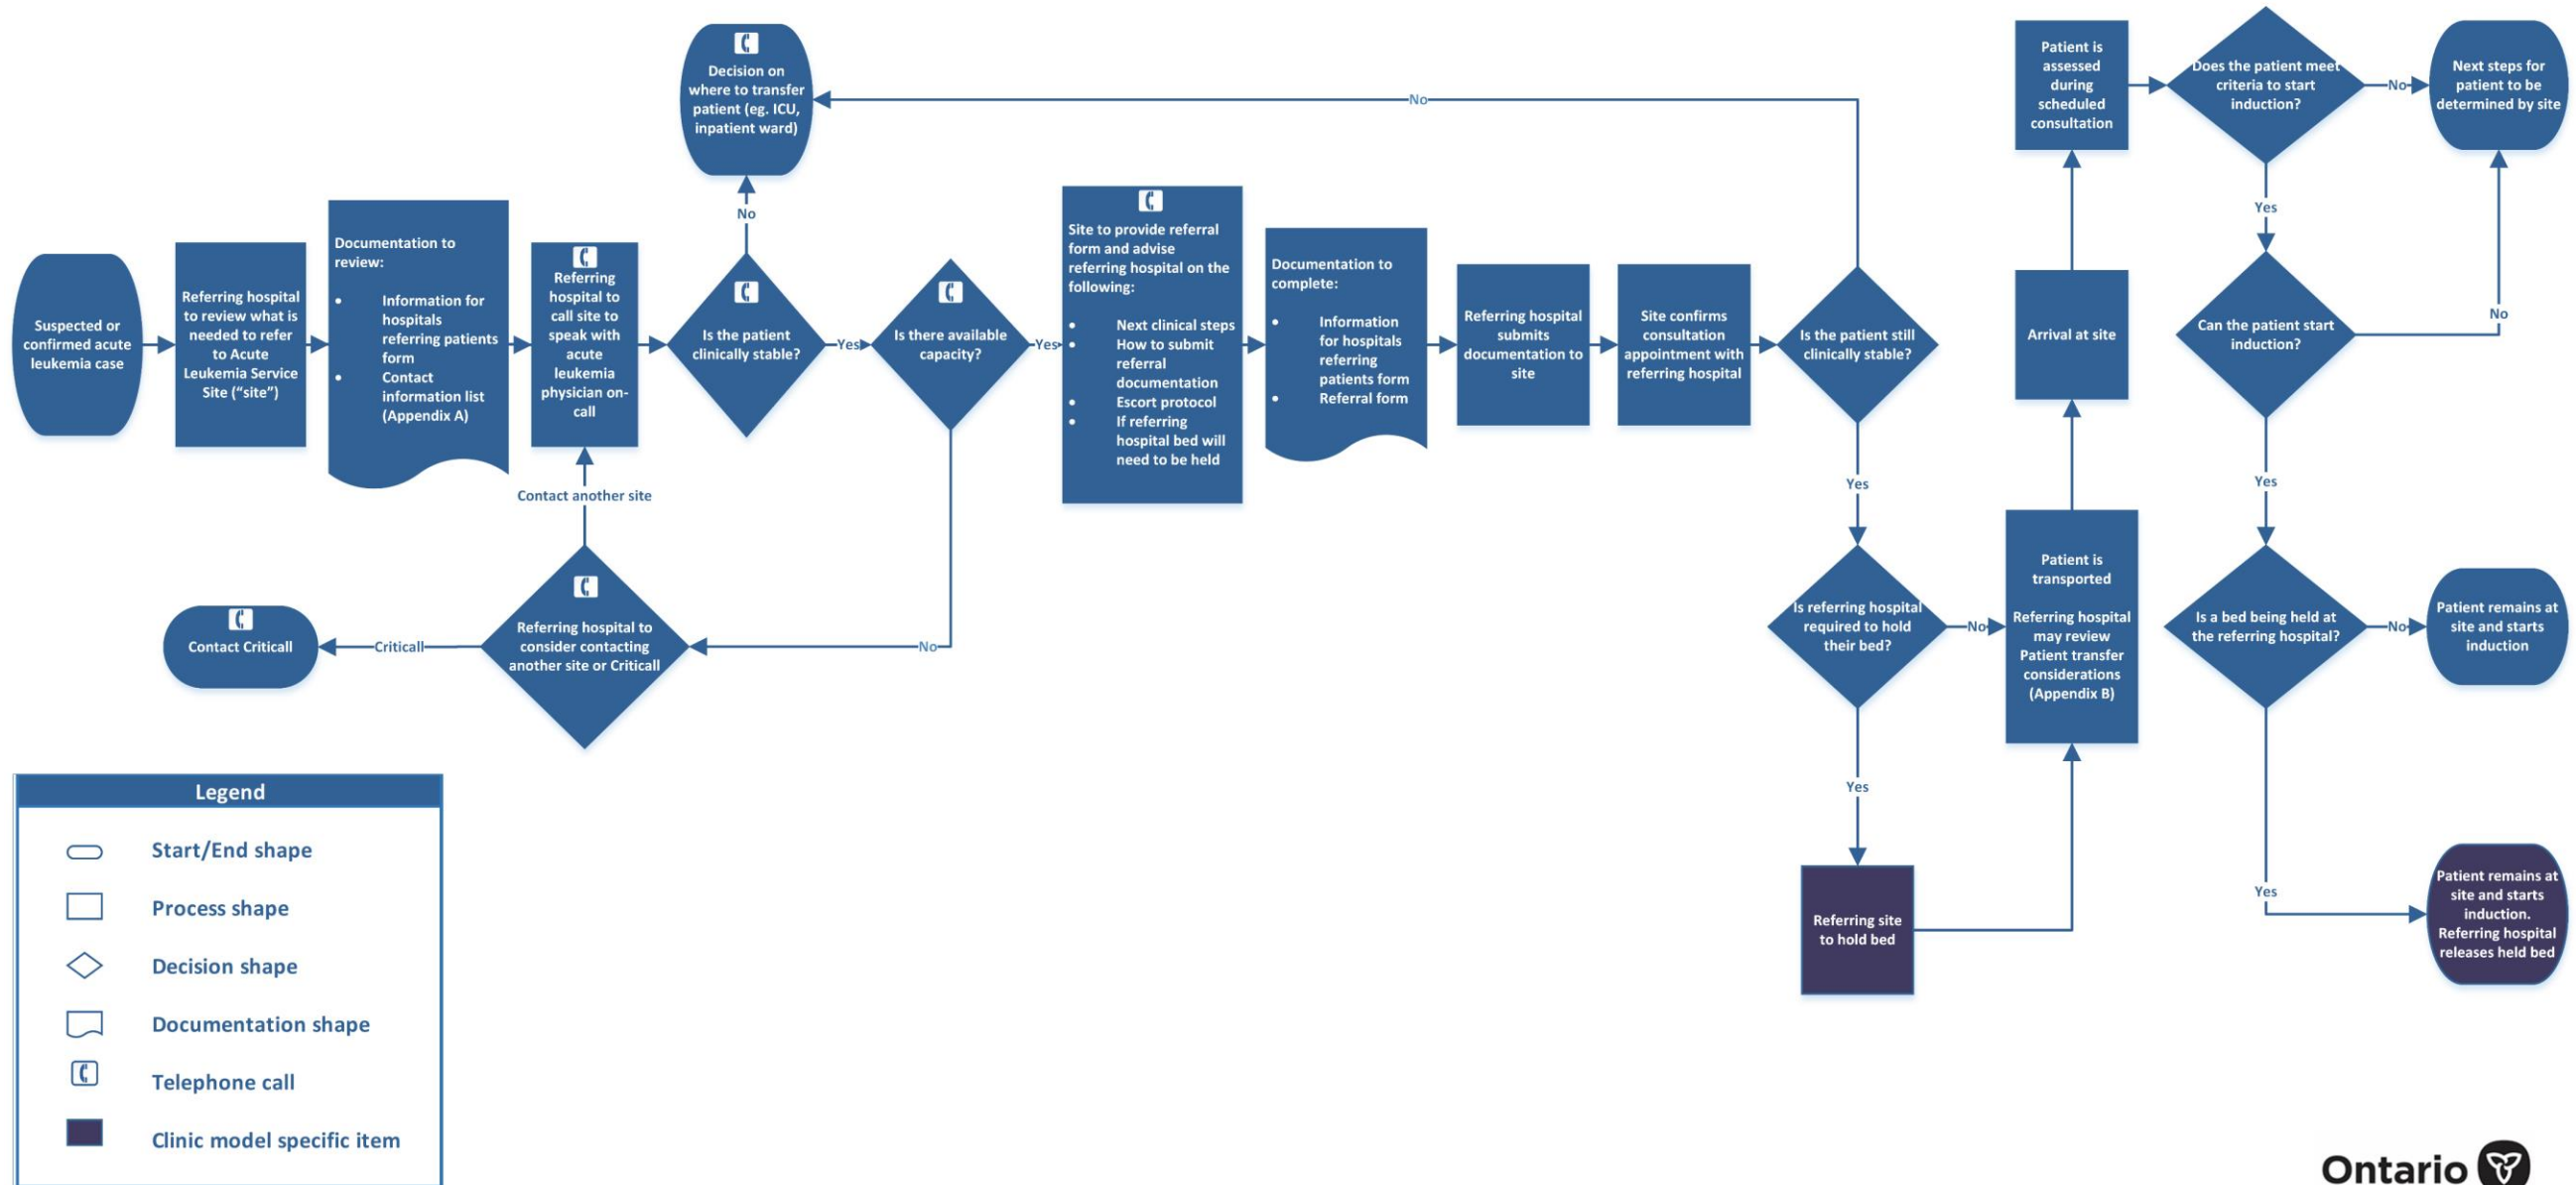 Decision on
where to transfer
patient (eg. ICU,
inpatient ward)
No
No
Patient is
assessed
during
scheduled
consultation
Does the patient meet
criteria to start
induction?
No
Next steps for
patient to be
determined by site
Yes
No
Suspected or
confirmed acute
leukemia case
Referring hospital
to review what is
needed to refer
to Acute
Leukemia Service
Site (“site”)
Documentation to
review:
• Information for
hospitals
referring patients
form
• Contact
information list
(Appendix A)
Referring
hospital to
call site to
speak with
acute
leukemia
physician on-
call
Is the patient
clinically stable?
Yes
Is there available
capacity?
Yes
Site to provide referral
form and advise
referring hospital on the
following:
• Next clinical steps
• How to submit
referral
documentation
• Escort protocol
• If referring
hospital bed will
need to be held
Documentation to
complete:
• Information
for hospitals
referring
patients form
• Referral form
Referring hospital
submits
documentation to
site
Site confirms
consultation
appointment with
referring hospital
Is the patient still
clinically stable?
Arrival at site
Can the patient start
induction?
No
Contact another site
Yes
Yes
Contact Criticall
Criticall
Referring hospital to
consider contacting
another site or Criticall
No
Is referring hospital
required to hold
their bed?
No
Patient is
transported
Referring hospital
may review
Patient transfer
considerations
(Appendix B)
Is a bed being held at
the referring hospital?
No
Patient remains at
site and starts
induction
Yes
Yes
Referring site
to hold bed
Patient remains at
site and starts
induction.
Referring hospital
releases held bed
Legend
Start/End shape
Process shape
Decision shape
Documentation shape
Telephone call
Clinic model specific item
Ontario